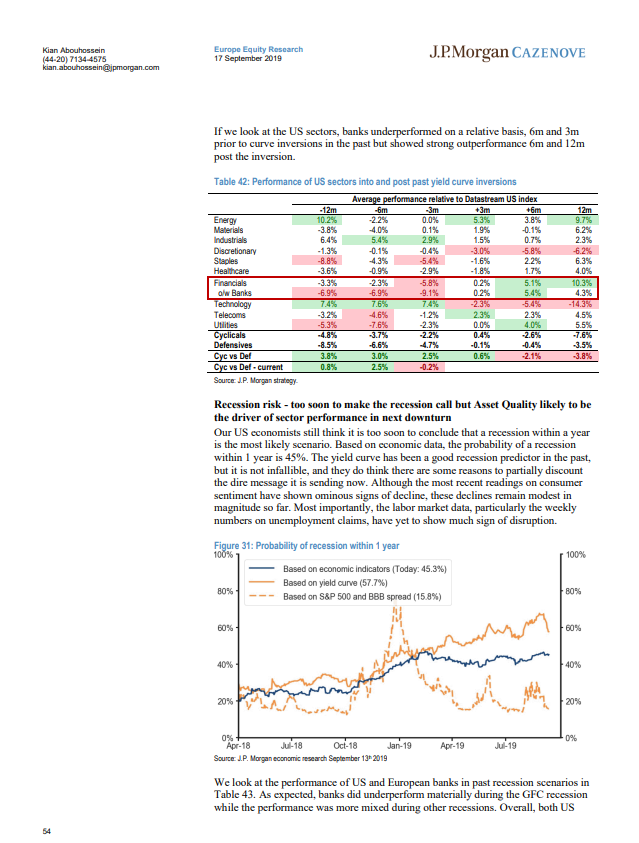 Kian Abouhossein
(44-20) 7134-4575
kian.abouhossein@jpmorgan.com
Europe Equity Research
17 September 2019
J.P.Morgan CAZENOVE
If we look at the US sectors, banks underperformed on a relative basis, 6m and 3m
prior to curve inversions in the past but showed strong outperformance 6m and 12m
post the inversion.
Table 42: Performance of US sectors into and post past yield curve inversions
Average performance relative to Datastream US index
-12m -6m -3m +3m +6m 12m
Energy 10.2% -2.2% 0.0% 5.3% 3.8% 9.7%
Materials -3.8% -4.0% 0.1% 1.9% -0.1% 6.2%
Industrials 6.4% 5.4% 2.9% 1.5% 0.7% 2.3%
Discretionary -1.3% -0.1% -0.4% -3.0% -5.8% -6.2%
Staples -8.8% -4.3% -5.4% -1.6% 2.2% 6.3%
Healthcare -3.6% -0.9% -2.9% -1.8% 1.7% 4.0%
Financials -3.3% -2.3% -5.8% 0.2% 5.1% 10.3%
o/w Banks -6.9% -6.9% -9.1% 0.2% 5.4% 4.3%
Technology 7.4% 7.6% 7.4% -2.3% -5.4% -14.3%
Telecoms -3.2% -4.6% -1.2% 2.3% 2.3% 4.5%
Utilities -5.3% -7.6% -2.3% 0.0% 4.0% 5.5%
Cyclicals -4.8% -3.7% -2.2% 0.4% -2.6% -7.6%
Defensives -8.5% -6.6% -4.7% -0.1% -0.4% -3.5%
Cyc vs Def 3.8% 3.0% 2.5% 0.6% -2.1% -3.8%
Cyc vs Def - current 0.8% 2.5% -0.2%
Source: J.P. Morgan strategy.
Recession risk - too soon to make the recession call but Asset Quality likely to be
the driver of sector performance in next downturn
Our US economists still think it is too soon to conclude that a recession within a year
is the most likely scenario. Based on economic data, the probability of a recession
within 1 year is 45%. The yield curve has been a good recession predictor in the past,
but it is not infallible, and they do think there are some reasons to partially discount
the dire message it is sending now. Although the most recent readings on consumer
sentiment have shown ominous signs of decline, these declines remain modest in
magnitude so far. Most importantly, the labor market data, particularly the weekly
numbers on unemployment claims, have yet to show much sign of disruption.
Figure 31: Probability of recession within 1 year
100% 100%
Based on economic indicators (Today: 45.3%)
80% Based on yield curve (57.7%) 80%
Based on S&P 500 and BBB spread (15.8%)
60% 60%
40% 40%
20% 20%
0% 0%
Apr-18 Jul-18 Oct-18 Jan-19 Apr-19 Jul-19
Source: J.P. Morgan economic research September 13ᵗʰ 2019
We look at the performance of US and European banks in past recession scenarios in
Table 43. As expected, banks did underperform materially during the GFC recession
while the performance was more mixed during other recessions. Overall, both US
54